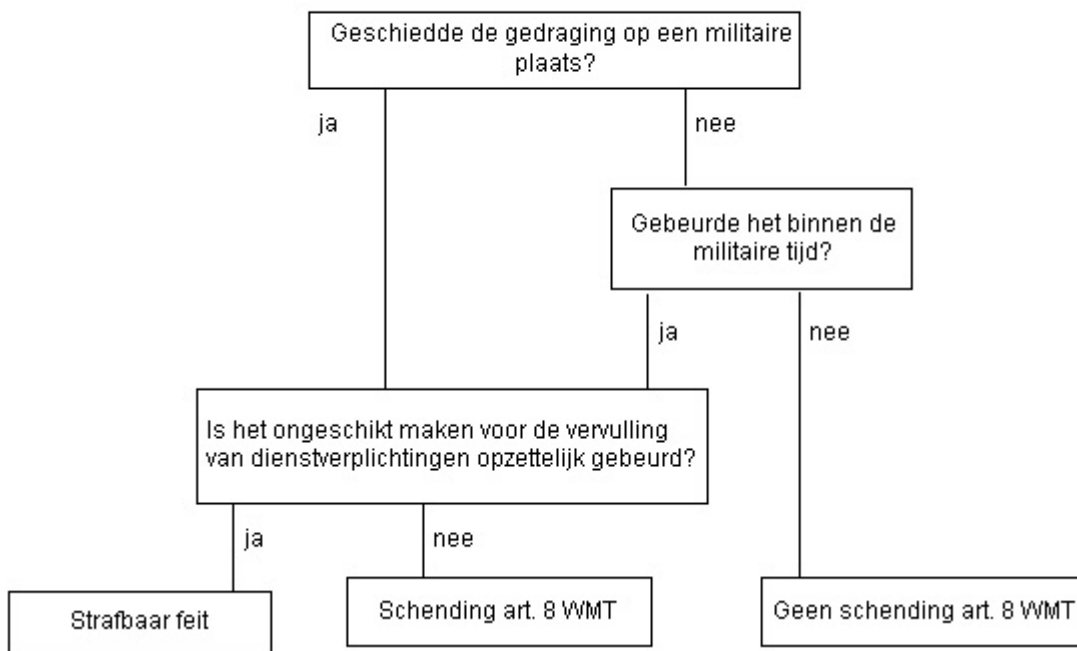 Geschiedde de gedraging op een militaire
plaats?
ja
nee
Gebeurde het binnen de
militaire tijd?
ja
nee
Is het ongeschikt maken voor de vervulling
van dienstverplichtingen opzettelijk gebeurd?
ja
nee
Strafbaar feit
Schending art. 8 WMT
Geen schending art. 8 WMT